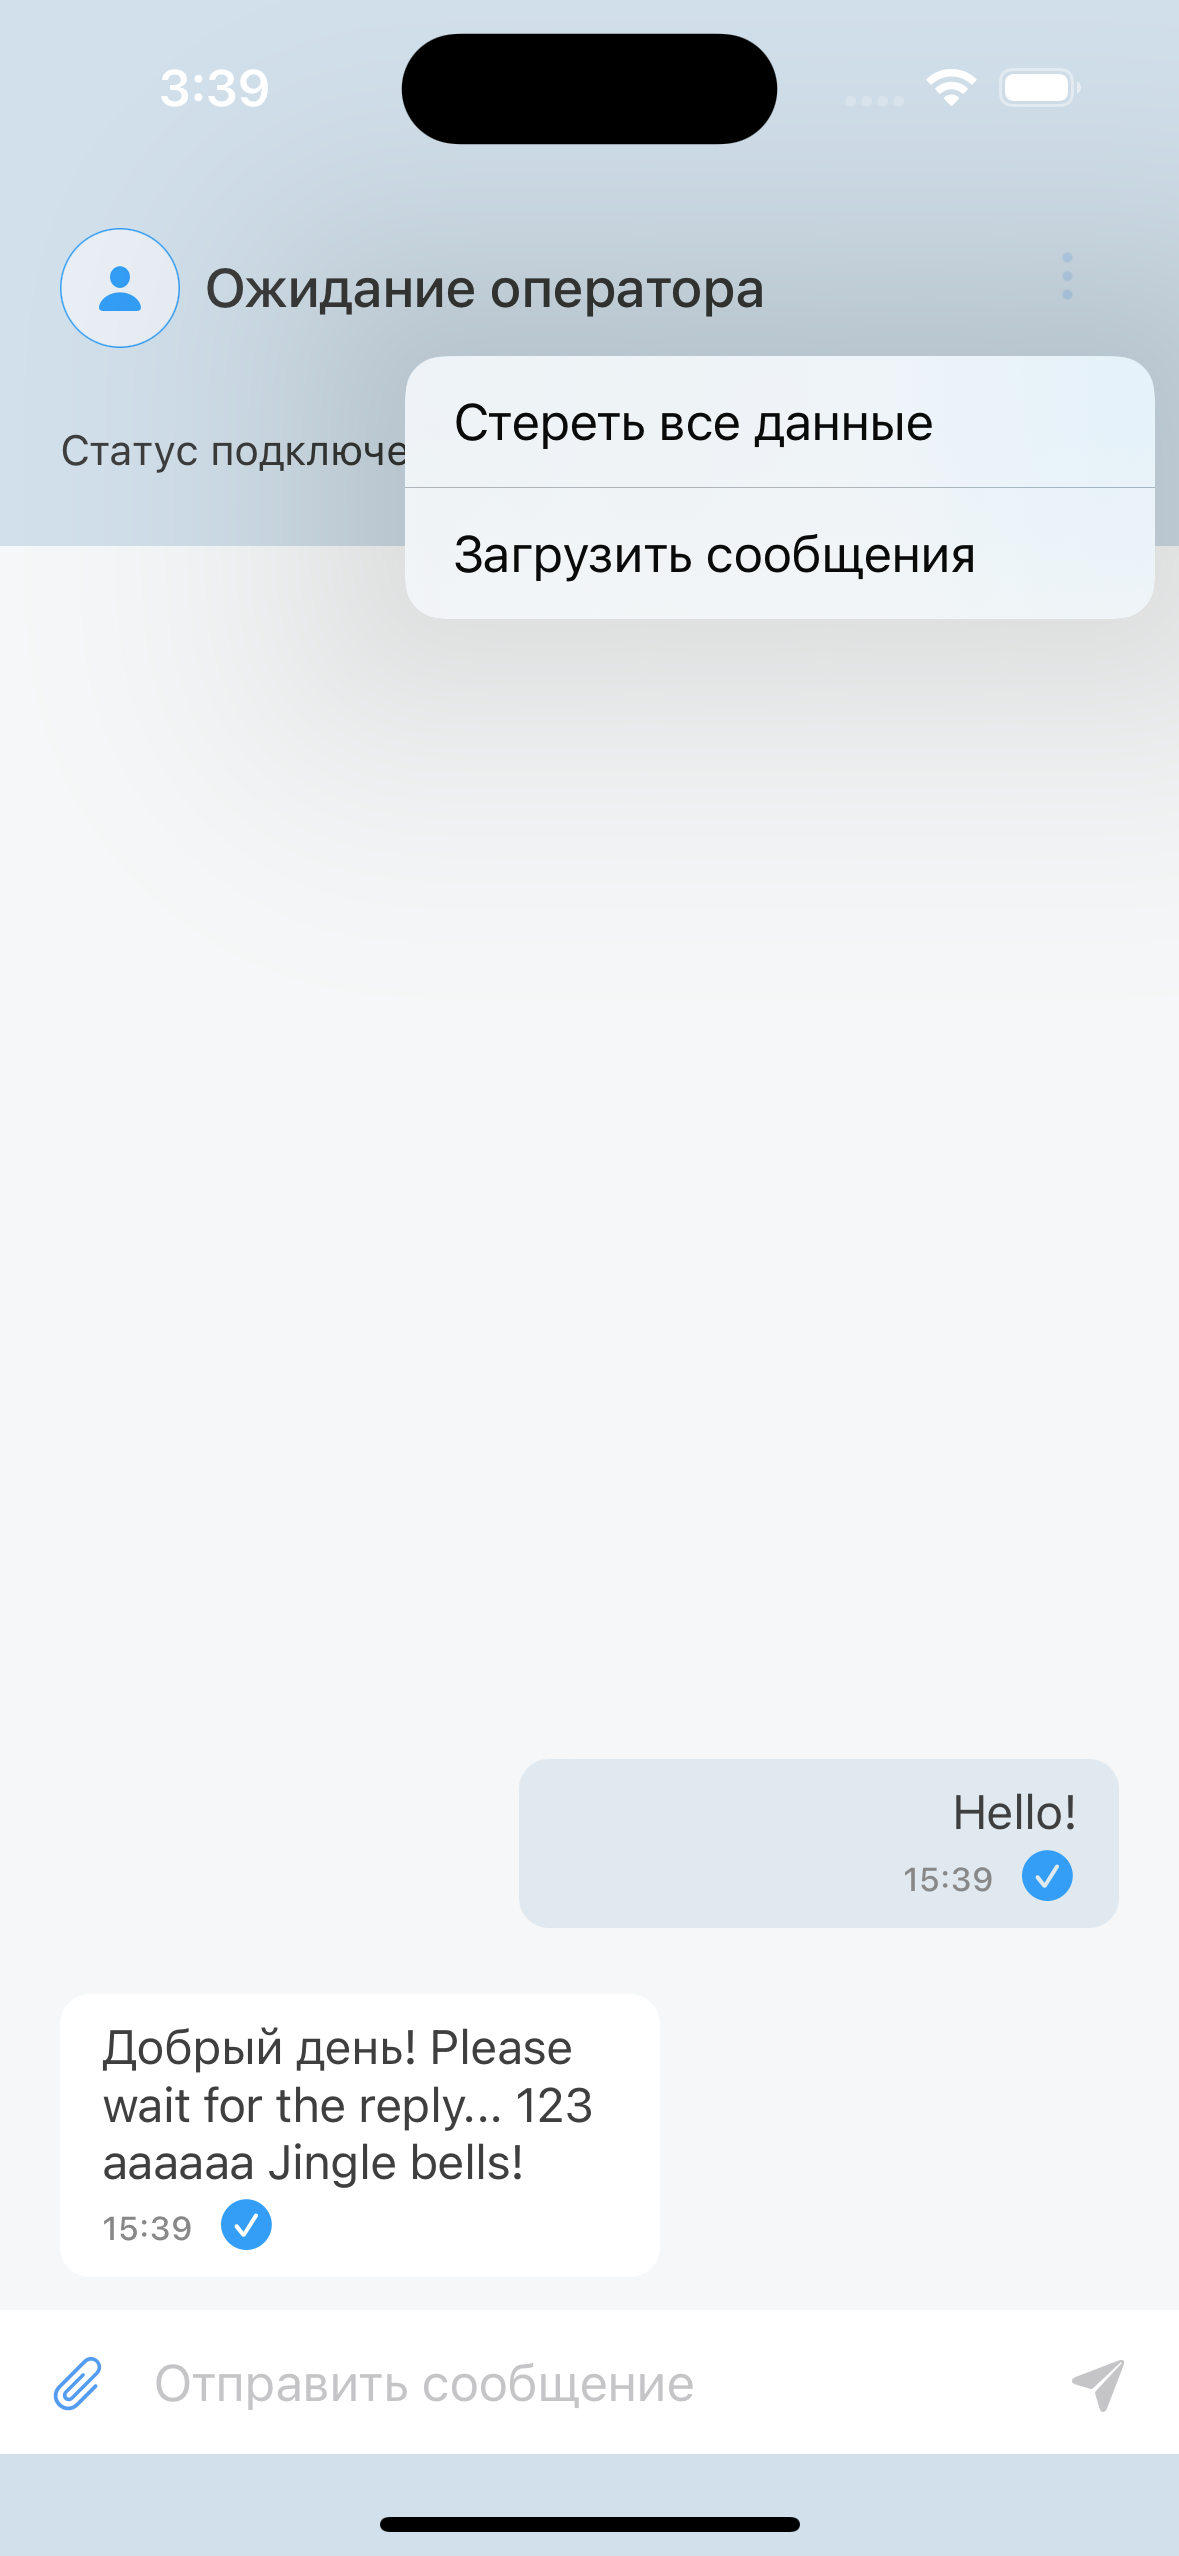 3:39
Ожидание оператора
Стереть все данные
Статус подключе
Загрузить сообщения
Hello!
15:39
Добрый день! Please
wait for the reply... 123
aaaaaa Jingle bells!
15:39
Отправить сообщение